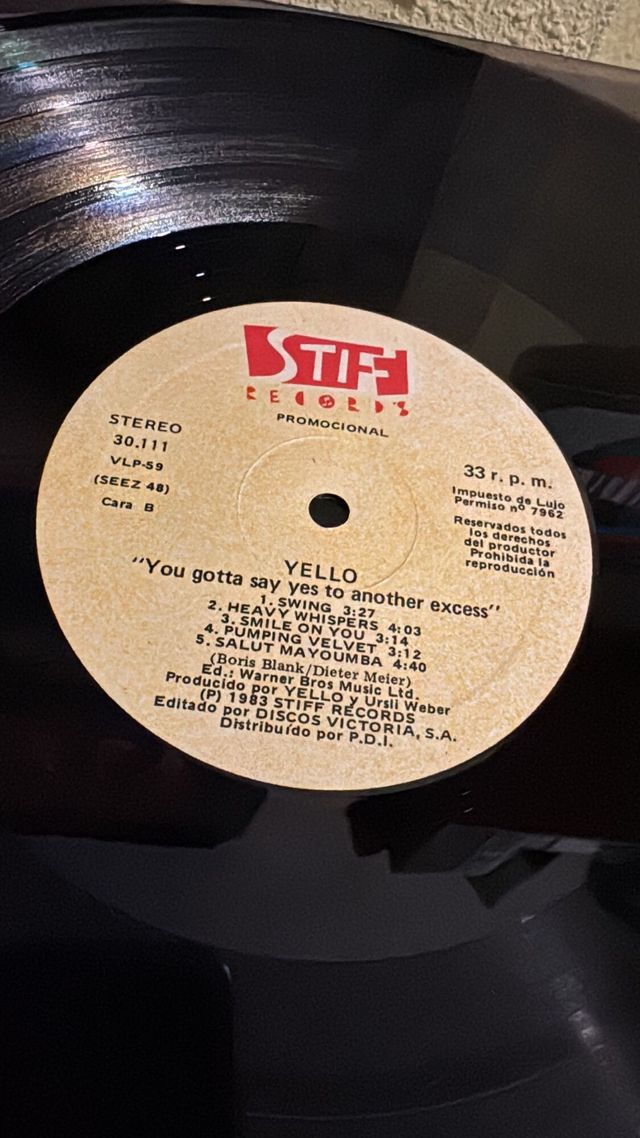 STIFF
RECORDS
PROMOCIONAL
STEREO
30.111
VLP-59
(SEEZ 48)
Cara B
33 r. p. m.
Impuesto de Lujo
Permiso nº 7962
Reservados todos
los derechos
del productor
Prohibida la
reproducción
YELLO
"You gotta say yes to another excess"
1. SWING 3:27
2. HEAVY WHISPERS 4:03
3. SMILE ON YOU 3:14
4. PUMPING VELVET 3:12
5. SALUT MAYOUMBA 4:40
(Boris Blank/Dieter Meier)
Ed.: Warner Bros Music Ltd.
Producido por YELLO y Ursli Weber
(P) 1983 STIFF RECORDS
Editado por DISCOS VICTORIA, S.A.
Distribuído por P.D.I.